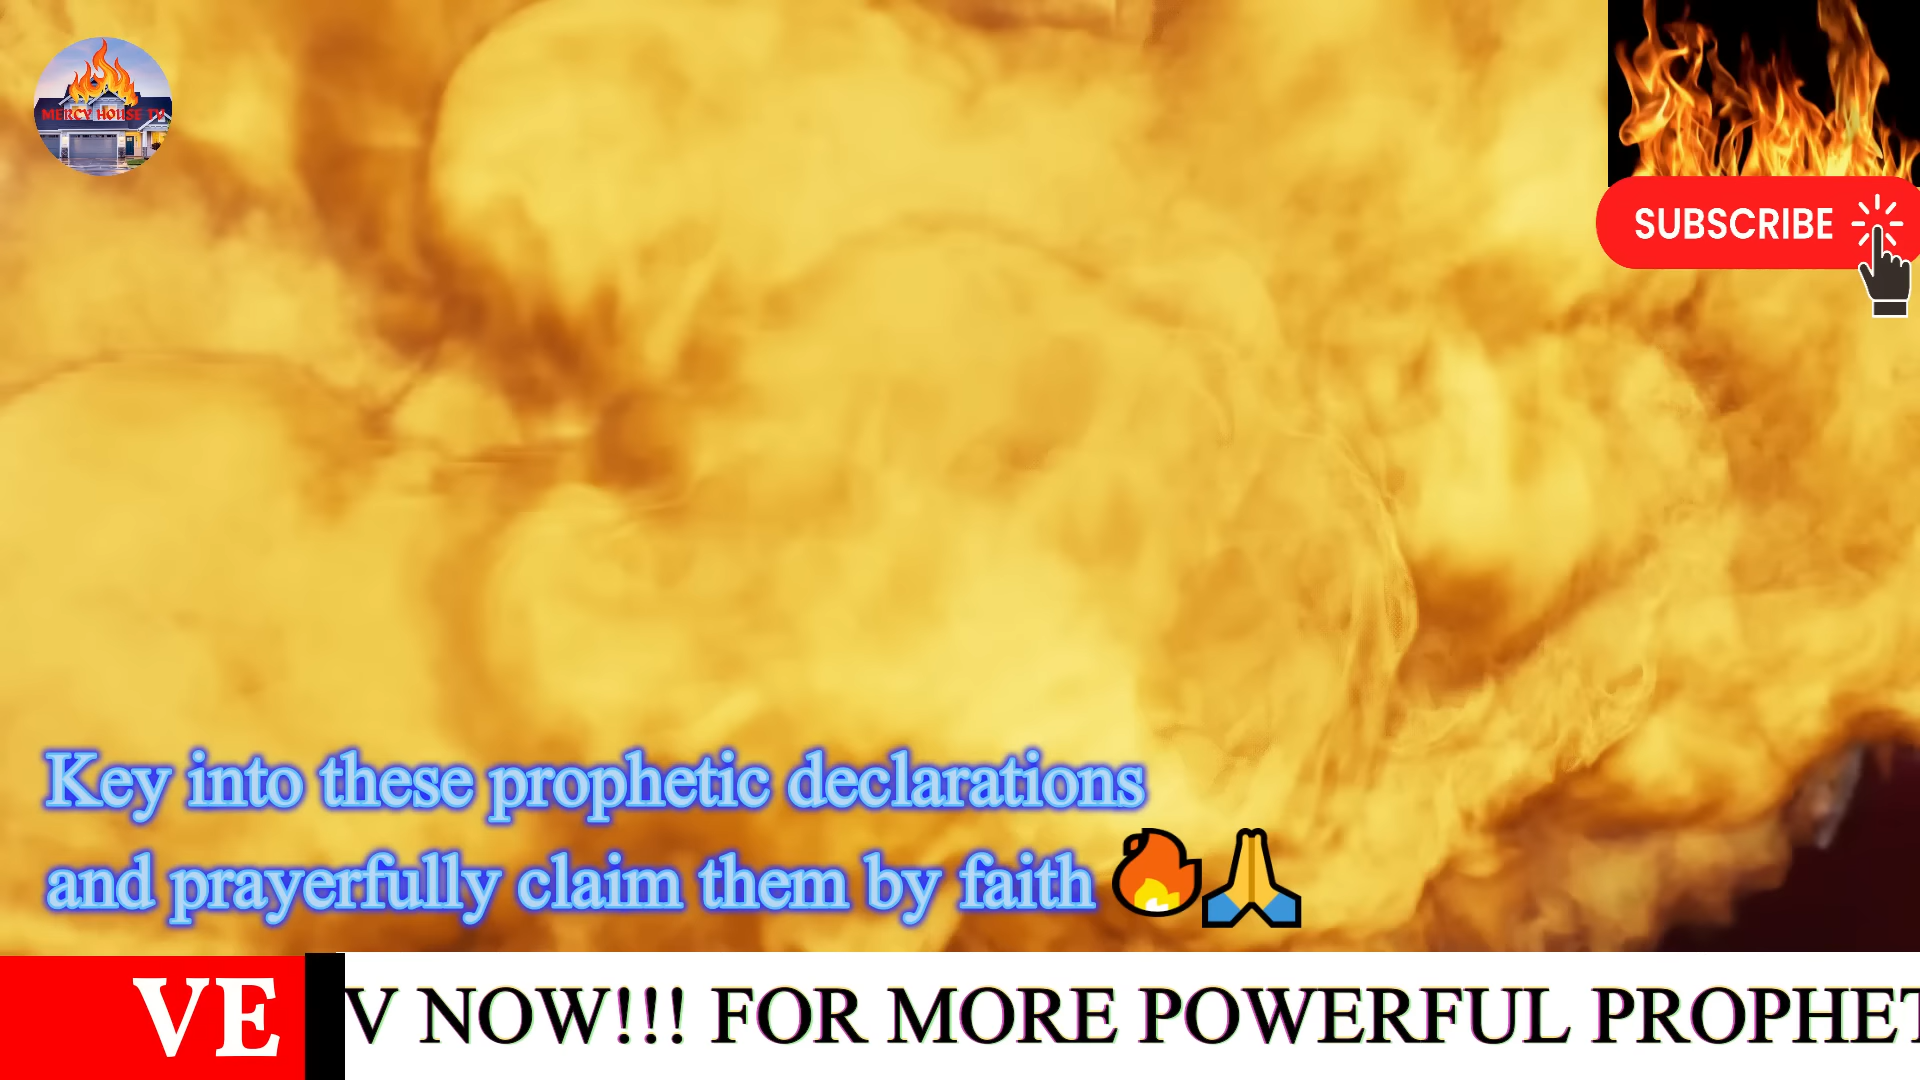 MERCY HOUSE TV
SUBSCRIBE
Key into these prophetic declarations
and prayerfully claim them by faith 🔥🙏
VE
V NOW!!! FOR MORE POWERFUL PROPHET